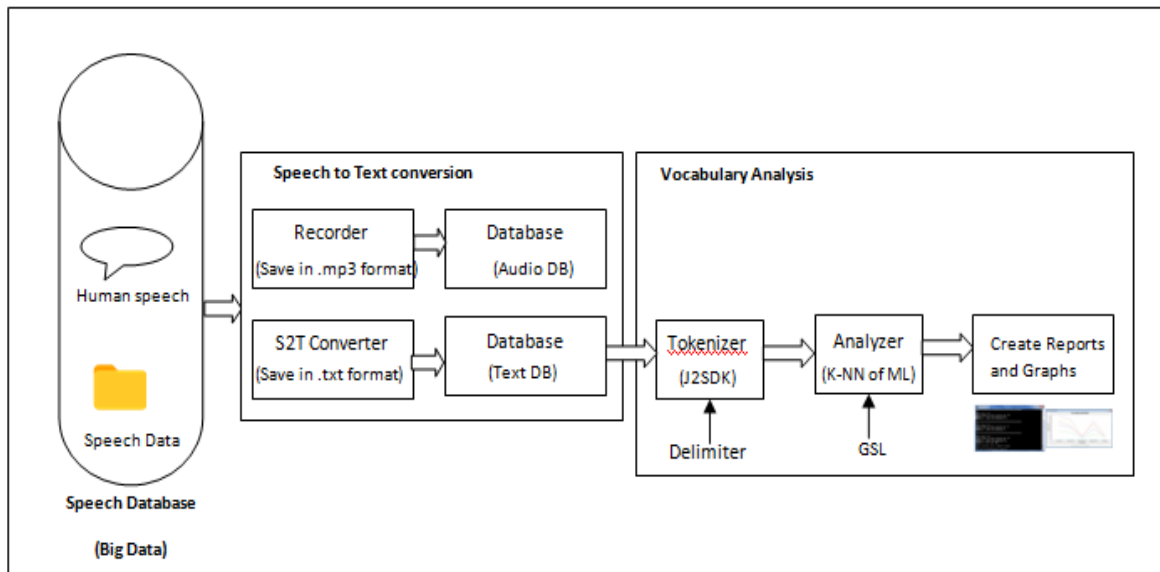 Human speech
Speech Data
Speech Database
(Big Data)
Speech to Text conversion
Recorder
(Save in .mp3 format)
Database
(Audio DB)
S2T Converter
(Save in .txt format)
Database
(Text DB)
Vocabulary Analysis
Tokenizer
(J2SDK)
Delimiter
Analyzer
(K-NN of ML)
GSL
Create Reports
and Graphs